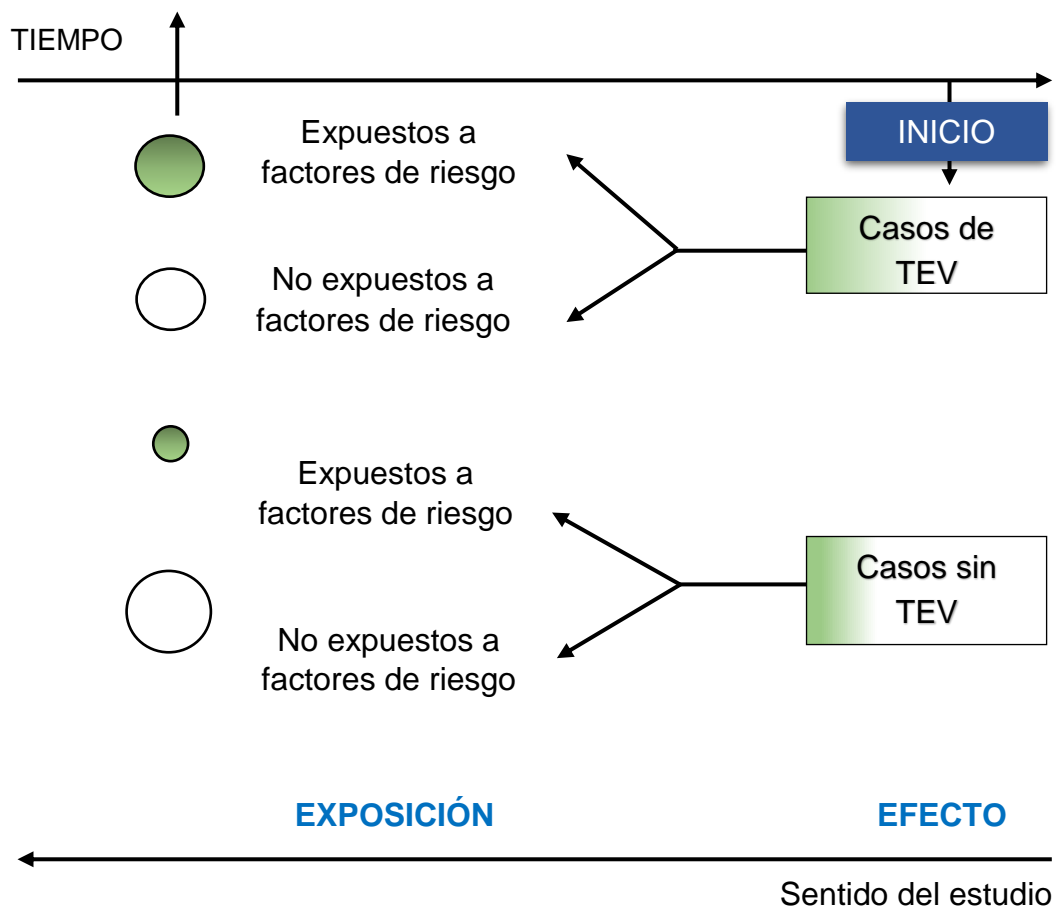 TIEMPO
INICIO
Expuestos a
factores de riesgo
Casos de
TEV
No expuestos a
factores de riesgo
Expuestos a
factores de riesgo
Casos sin
TEV
No expuestos a
factores de riesgo
EXPOSICIÓN
EFECTO
Sentido del estudio